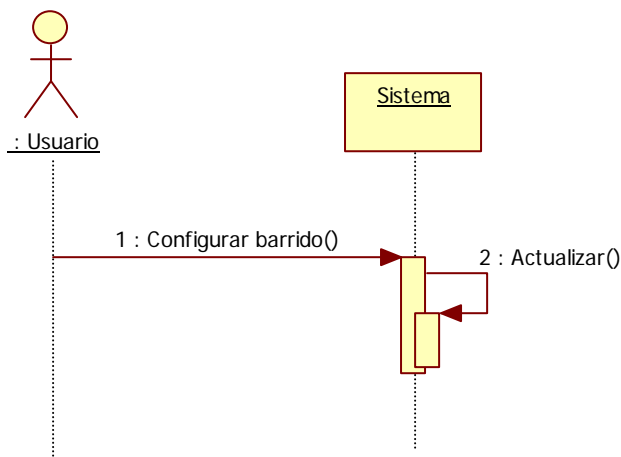 Sistema
: Usuario
1 : Configurar barrido()
2 : Actualizar()